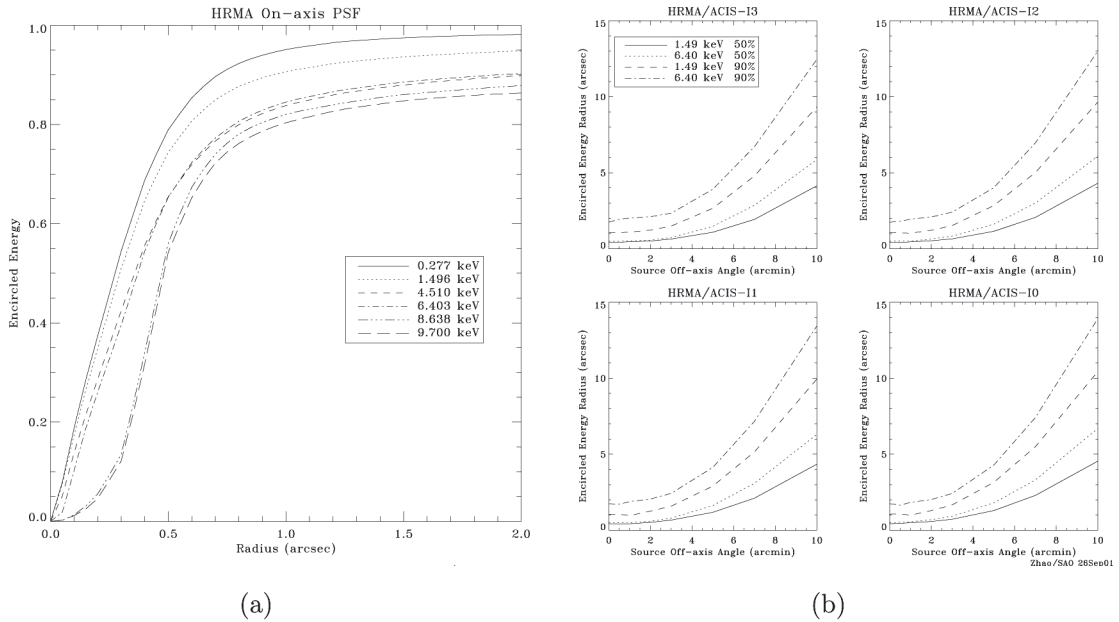 HRMA On-axis PSF
1.0
0.8
0.6
0.4
0.2
0.0
Encircled Energy
0.277 keV
1.496 keV
4.510 keV
6.403 keV
8.638 keV
9.700 keV
0.0 0.5 1.0 1.5 2.0
Radius (arcsec)
(a)
HRMA/ACIS-I3
15
10
5
0
Encircled Energy Radius (arcsec)
1.49 keV 50%
6.40 keV 50%
1.49 keV 90%
6.40 keV 90%
0 2 4 6 8 10
Source Off-axis Angle (arcmin)
HRMA/ACIS-I2
15
10
5
0
Encircled Energy Radius (arcsec)
0 2 4 6 8 10
Source Off-axis Angle (arcmin)
HRMA/ACIS-I1
15
10
5
0
Encircled Energy Radius (arcsec)
0 2 4 6 8 10
Source Off-axis Angle (arcmin)
HRMA/ACIS-I0
15
10
5
0
Encircled Energy Radius (arcsec)
0 2 4 6 8 10
Source Off-axis Angle (arcmin)
Zhao/SAO 26Sep01
(b)